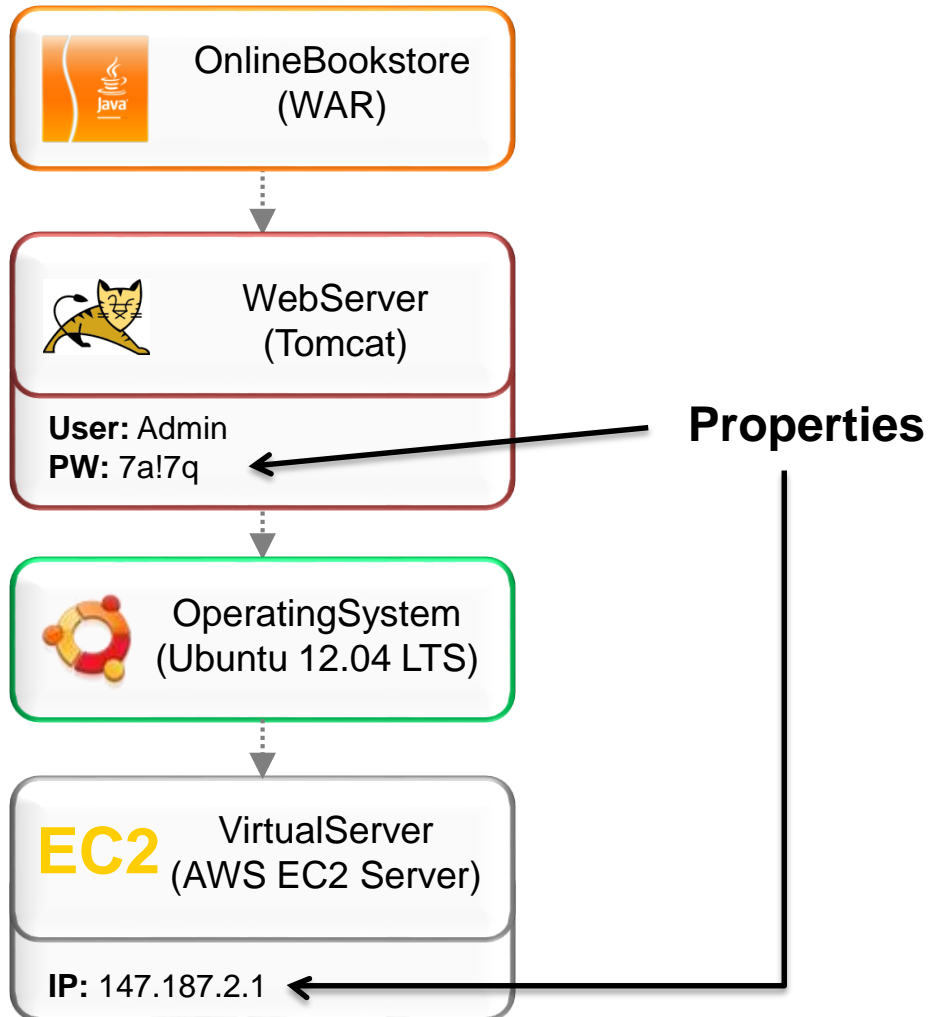 Java
OnlineBookstore
(WAR)
WebServer
(Tomcat)
User: Admin
PW: 7a!7q
Properties
OperatingSystem
(Ubuntu 12.04 LTS)
EC2
VirtualServer
(AWS EC2 Server)
IP: 147.187.2.1